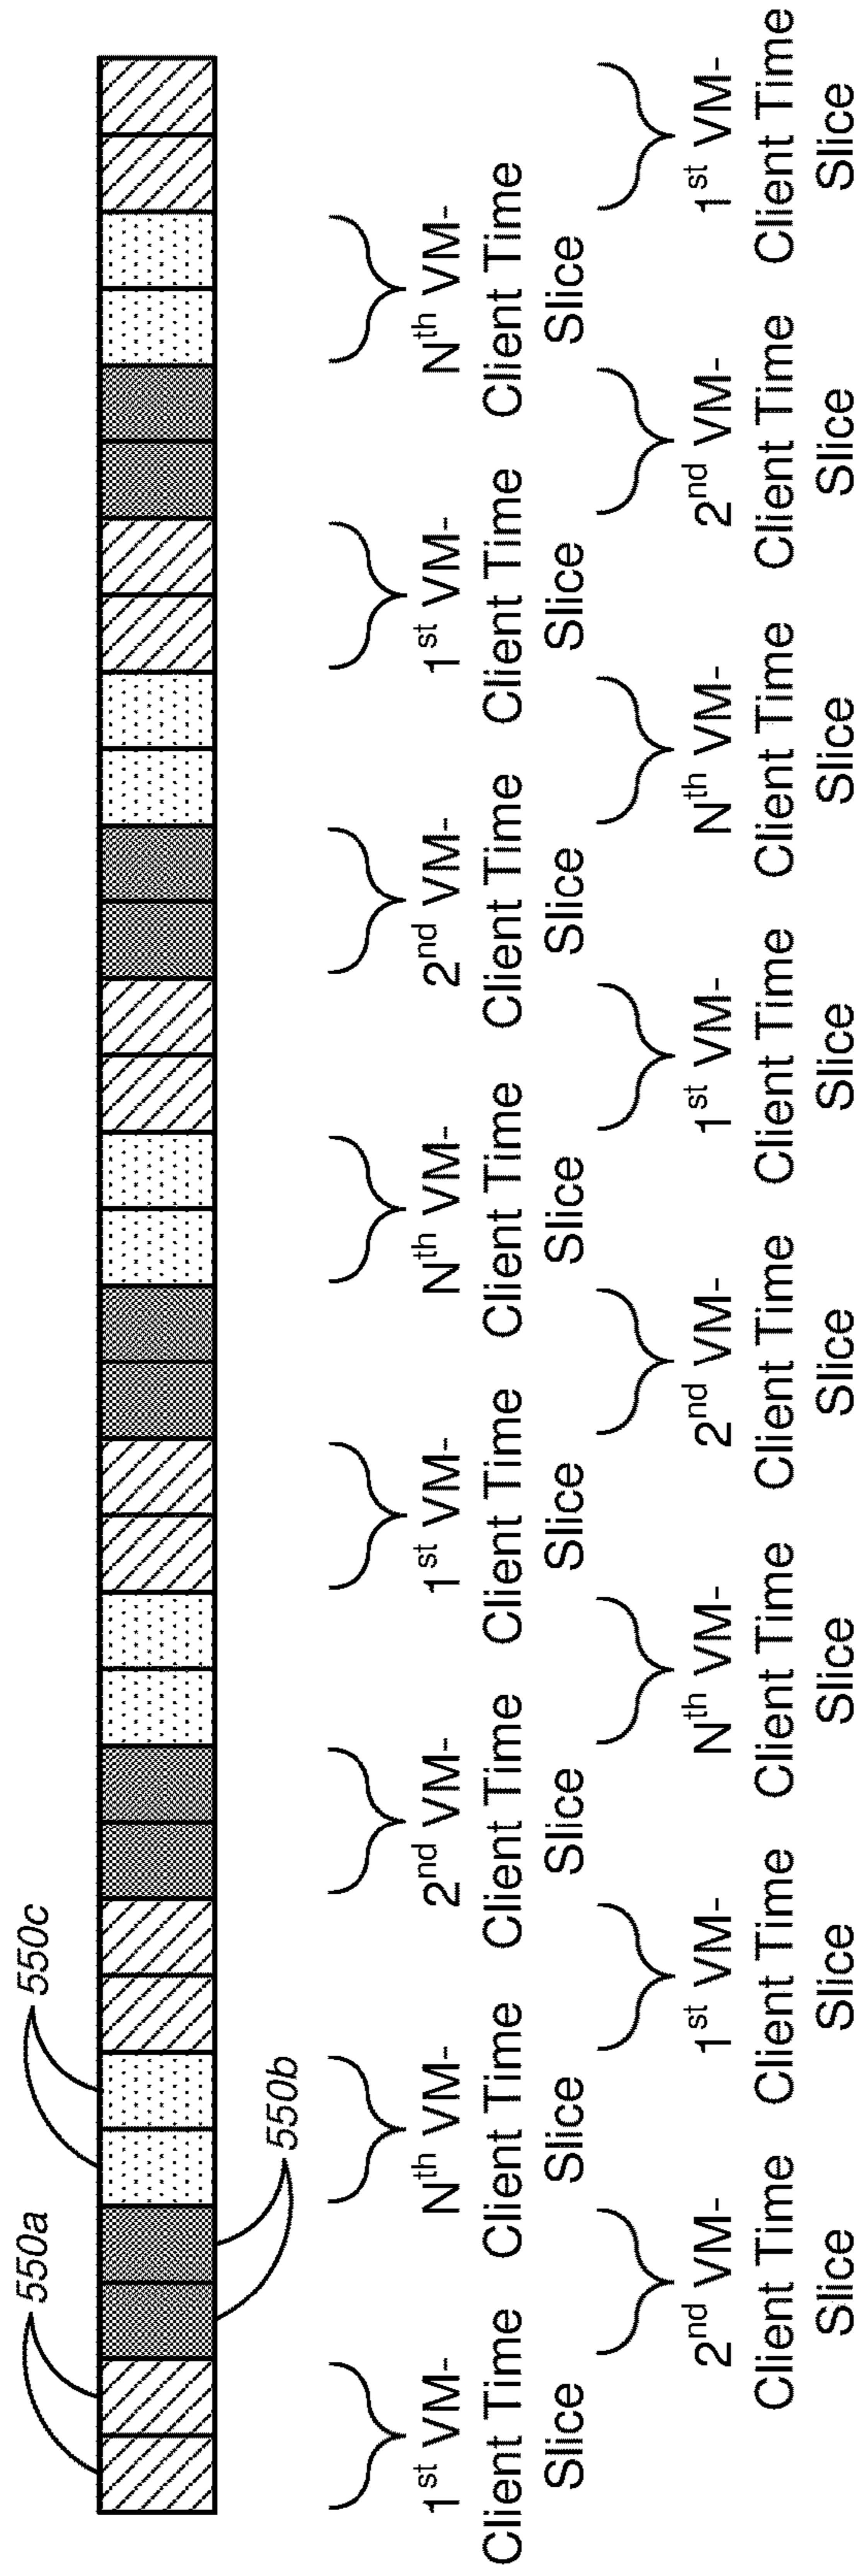 550a
550c
550b
1st VM-
Client Time
Slice
Nth VM-
Client Time
Slice
2nd VM-
Client Time
Slice
1st VM-
Client Time
Slice
Nth VM-
Client Time
Slice
2nd VM-
Client Time
Slice
1st VM-
Client Time
Slice
Nth VM-
Client Time
Slice
2nd VM-
Client Time
Slice
1st VM-
Client Time
Slice
Nth VM-
Client Time
Slice
2nd VM-
Client Time
Slice
1st VM-
Client Time
Slice
Nth VM-
Client Time
Slice
2nd VM-
Client Time
Slice
1st VM-
Client Time
Slice